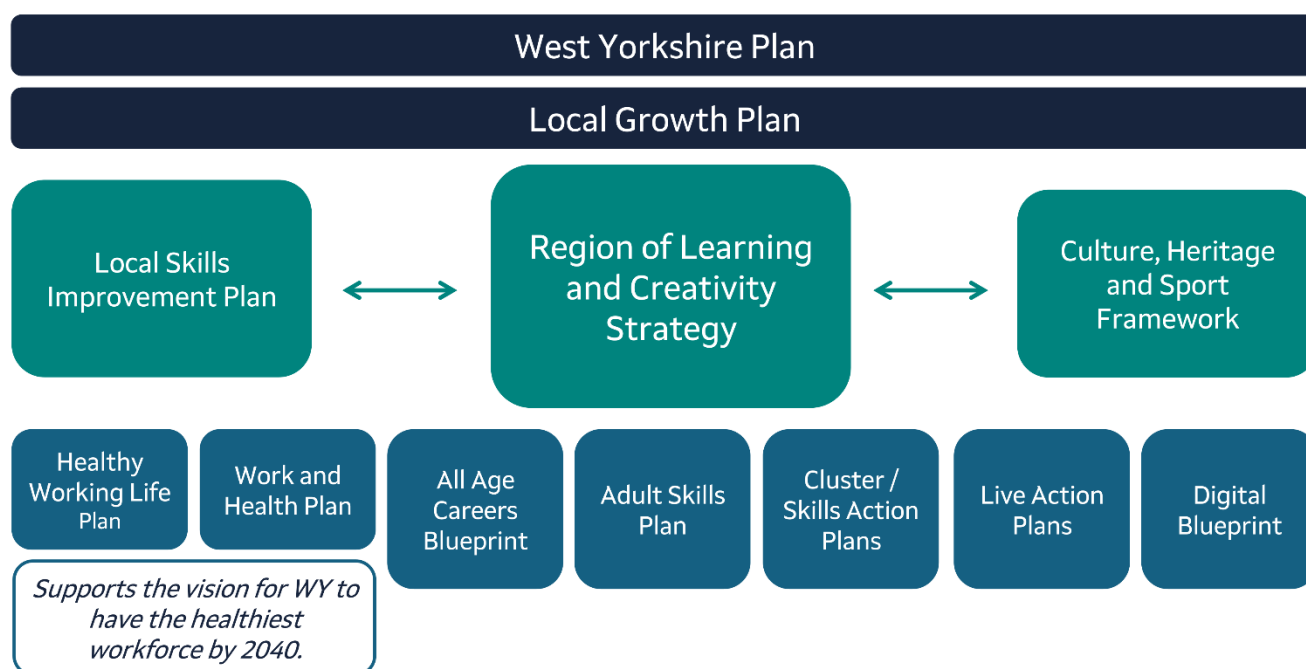 West Yorkshire Plan
Local Growth Plan
Local Skills
Improvement Plan
Region of Learning
and Creativity
Strategy
Culture, Heritage
and Sport
Framework
Healthy
Working Life
Plan
Work and
Health Plan
All Age
Careers
Blueprint
Adult Skills
Plan
Cluster /
Skills Action
Plans
Live Action
Plans
Digital
Blueprint
Supports the vision for WY to
have the healthiest
workforce by 2040.